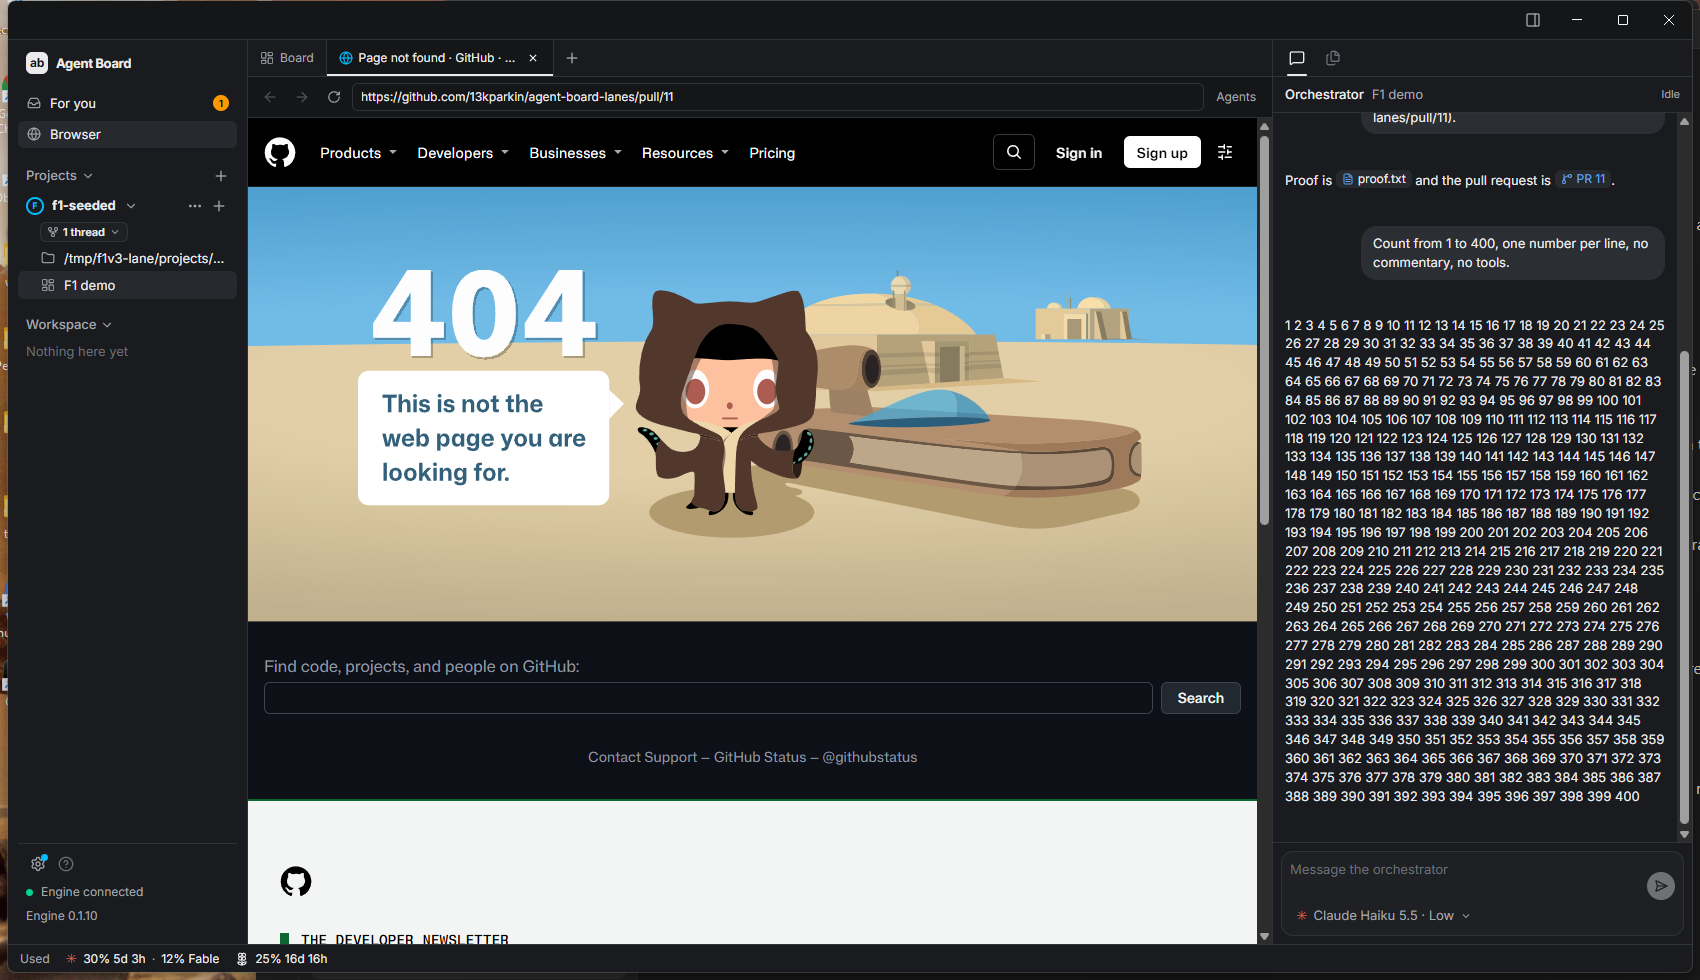 ab Agent Board
For you 1
Browser
Projects
F f1-seeded
1 thread
/tmp/f1v3-lane/projects/...
F1 demo
Workspace
Nothing here yet
Engine connected
Engine 0.1.10
Used 30% 5d 3h · 12% Fable 25% 16d 16h
Board Page not found · GitHub · ...
https://github.com/13kparkin/agent-board-lanes/pull/11 Agents
Products Developers Businesses Resources Pricing Sign in Sign up
404
This is not the
web page you are
looking for.
Find code, projects, and people on GitHub:
Search
Contact Support — GitHub Status — @githubstatus
THE DEVELOPER NEWSLETTER
Orchestrator F1 demo Idle
lanes/pull/11).
Proof is proof.txt and the pull request is PR 11 .
Count from 1 to 400, one number per line, no
commentary, no tools.
1 2 3 4 5 6 7 8 9 10 11 12 13 14 15 16 17 18 19 20 21 22 23 24 25
26 27 28 29 30 31 32 33 34 35 36 37 38 39 40 41 42 43 44
45 46 47 48 49 50 51 52 53 54 55 56 57 58 59 60 61 62 63
64 65 66 67 68 69 70 71 72 73 74 75 76 77 78 79 80 81 82 83
84 85 86 87 88 89 90 91 92 93 94 95 96 97 98 99 100 101
102 103 104 105 106 107 108 109 110 111 112 113 114 115 116 117
118 119 120 121 122 123 124 125 126 127 128 129 130 131 132
133 134 135 136 137 138 139 140 141 142 143 144 145 146 147
148 149 150 151 152 153 154 155 156 157 158 159 160 161 162
163 164 165 166 167 168 169 170 171 172 173 174 175 176 177
178 179 180 181 182 183 184 185 186 187 188 189 190 191 192
193 194 195 196 197 198 199 200 201 202 203 204 205 206
207 208 209 210 211 212 213 214 215 216 217 218 219 220 221
222 223 224 225 226 227 228 229 230 231 232 233 234 235
236 237 238 239 240 241 242 243 244 245 246 247 248
249 250 251 252 253 254 255 256 257 258 259 260 261 262
263 264 265 266 267 268 269 270 271 272 273 274 275 276
277 278 279 280 281 282 283 284 285 286 287 288 289 290
291 292 293 294 295 296 297 298 299 300 301 302 303 304
305 306 307 308 309 310 311 312 313 314 315 316 317 318
319 320 321 322 323 324 325 326 327 328 329 330 331 332
333 334 335 336 337 338 339 340 341 342 343 344 345
346 347 348 349 350 351 352 353 354 355 356 357 358 359
360 361 362 363 364 365 366 367 368 369 370 371 372 373
374 375 376 377 378 379 380 381 382 383 384 385 386 387
388 389 390 391 392 393 394 395 396 397 398 399 400
Message the orchestrator
Claude Haiku 5.5 · Low